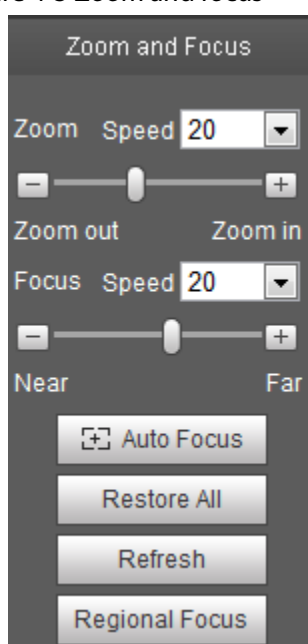 Zoom and Focus
Zoom Speed 20
Zoom out Zoom in
Focus Speed 20
Near Far
Auto Focus
Restore All
Refresh
Regional Focus